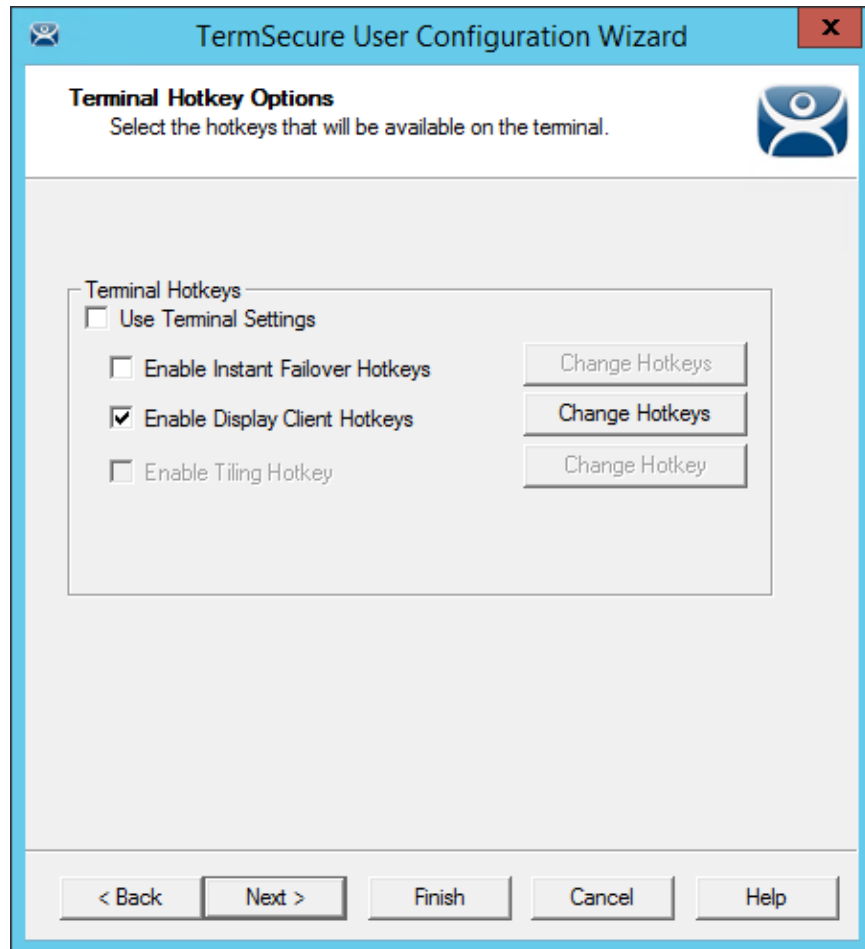 TermSecure User Configuration Wizard
x
Terminal Hotkey Options
Select the hotkeys that will be available on the terminal.
Terminal Hotkeys
Use Terminal Settings
Enable Instant Failover Hotkeys
Change Hotkeys
Enable Display Client Hotkeys
Change Hotkeys
Enable Tiling Hotkey
Change Hotkey
< Back
Next >
Finish
Cancel
Help